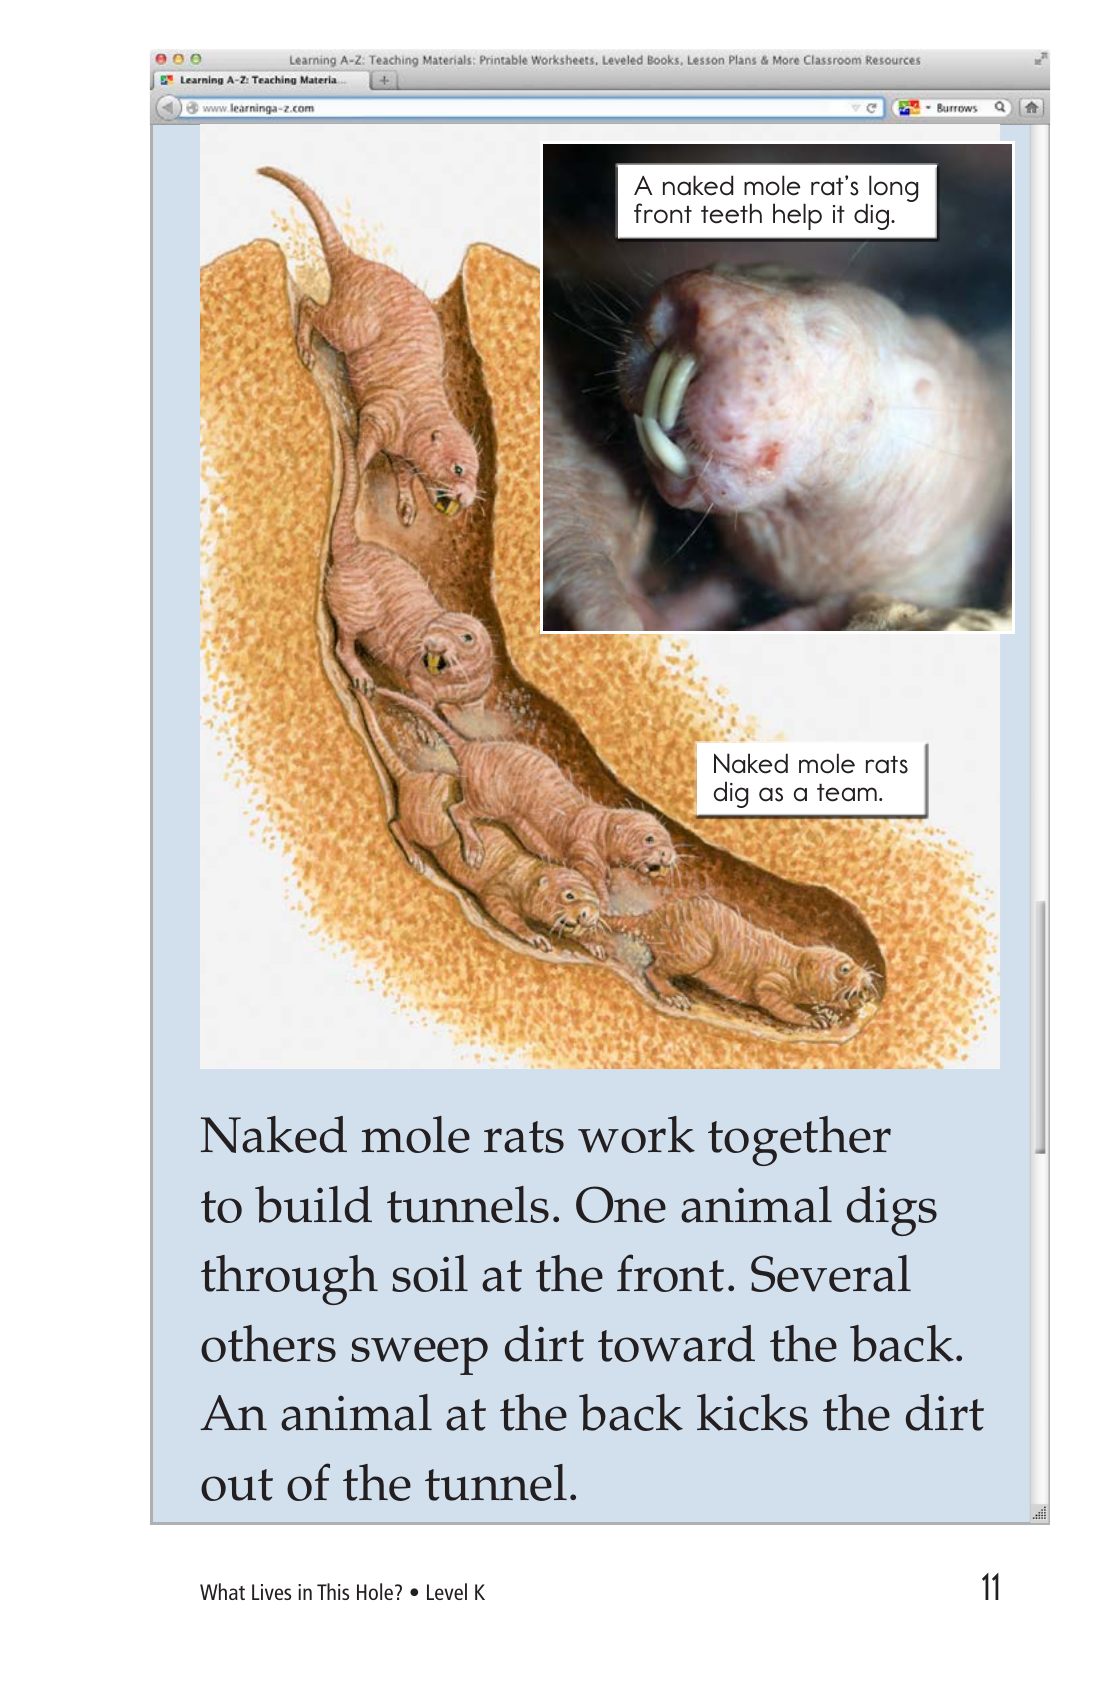 Learning A-Z: Teaching Materials: Printable Worksheets, Leveled Books, Lesson Plans & More Classroom Resources
Learning A-Z: Teaching Materia...
www.learninga-z.com
Burrows
A naked mole rat's long
front teeth help it dig.
Naked mole rats
dig as a team.
Naked mole rats work together
to build tunnels. One animal digs
through soil at the front. Several
others sweep dirt toward the back.
An animal at the back kicks the dirt
out of the tunnel.
What Lives in This Hole? • Level K
11